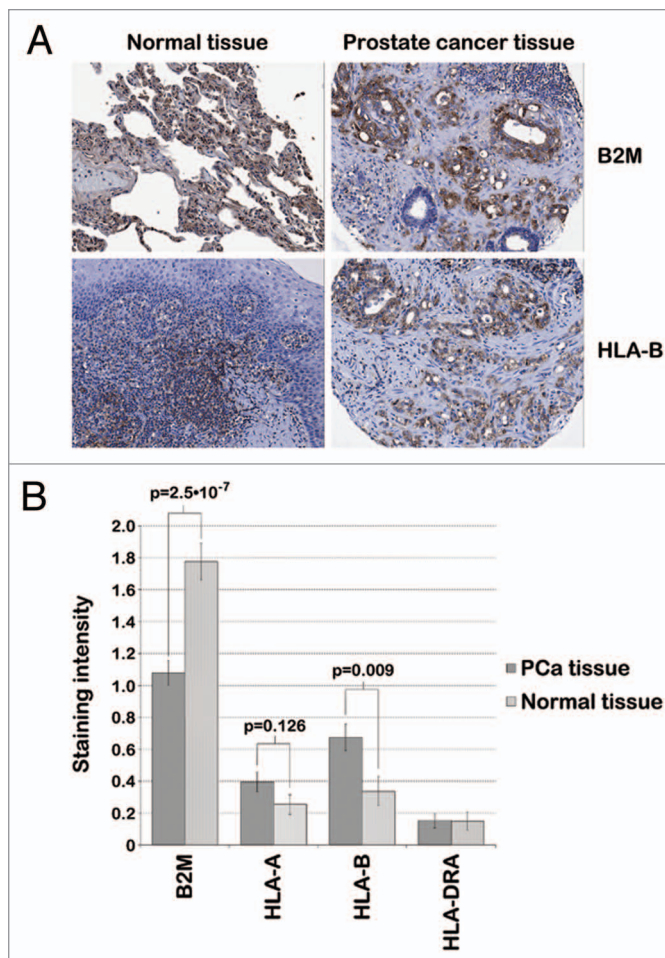 A
Normal tissue
Prostate cancer tissue
B2M
HLA-B
B
p=2.5•10⁻⁷
2.0
1.8
1.6
1.4
1.2
1.0
0.8
0.6
0.4
0.2
0
Staining intensity
p=0.126
p=0.009
PCa tissue
Normal tissue
B2M
HLA-A
HLA-B
HLA-DRA